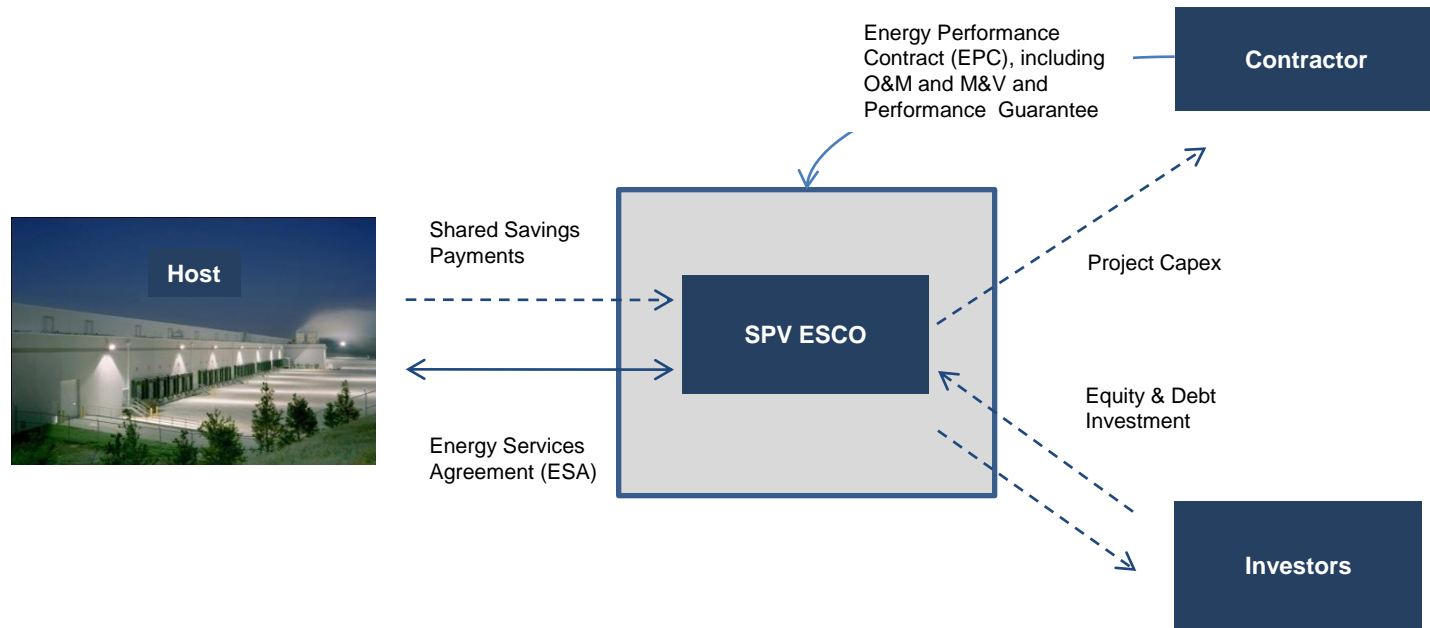 Energy Performance
Contract (EPC), including
O&M and M&V and
Performance Guarantee
Contractor
Shared Savings
Payments
Host
Project Capex
SPV ESCO
Equity & Debt
Investment
Energy Services
Agreement (ESA)
Investors